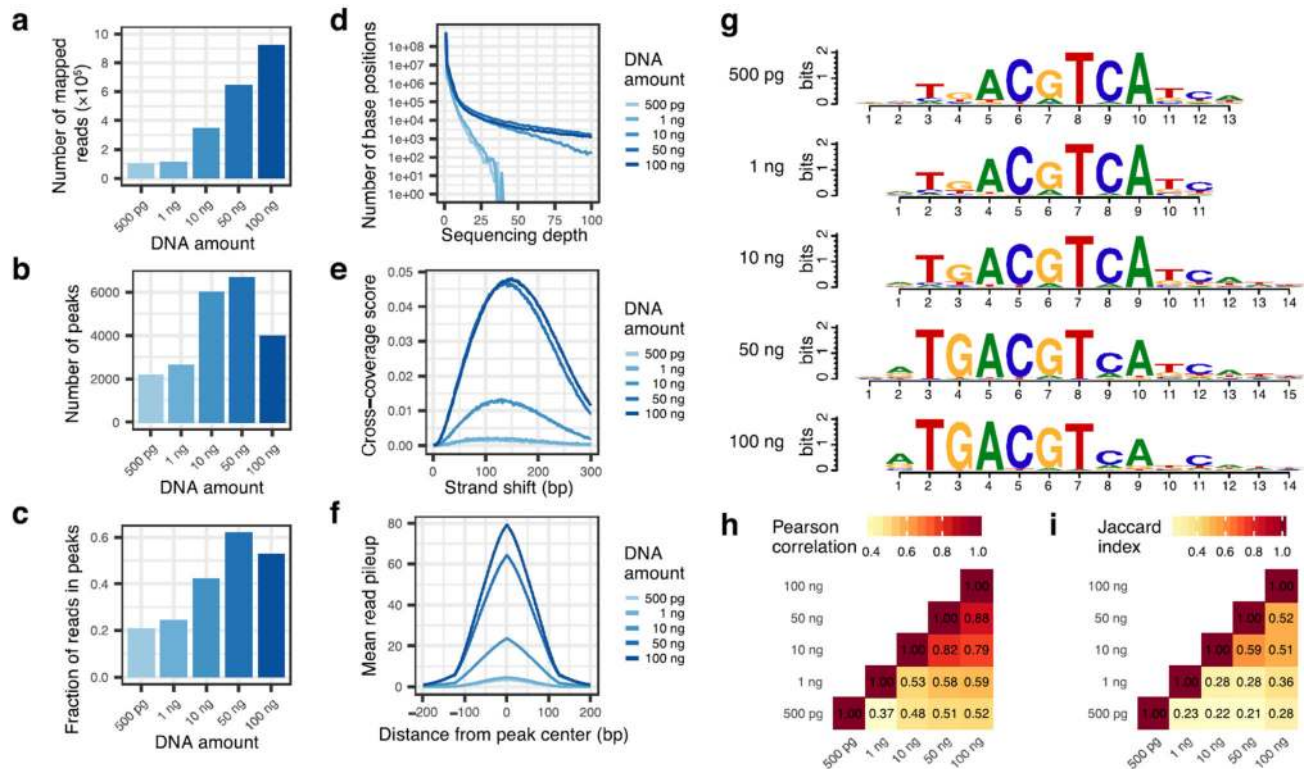 a
Number of mapped
reads (×10⁵)
10
8
6
4
2
0
500 pg
1 ng
10 ng
50 ng
100 ng
DNA amount
b
Number of peaks
6000
4000
2000
0
500 pg
1 ng
10 ng
50 ng
100 ng
DNA amount
c
Fraction of reads in peaks
0.6
0.4
0.2
0.0
500 pg
1 ng
10 ng
50 ng
100 ng
DNA amount
d
Number of base positions
1e+08
1e+07
1e+06
1e+05
1e+04
1e+03
1e+02
1e+01
1e+00
0
25
50
75
100
Sequencing depth
DNA
amount
500 pg
1 ng
10 ng
50 ng
100 ng
e
Cross−coverage score
0.05
0.04
0.03
0.02
0.01
0.00
0
100
200
300
Strand shift (bp)
DNA
amount
500 pg
1 ng
10 ng
50 ng
100 ng
f
Mean read pileup
80
60
40
20
0
−200
−100
0
100
200
Distance from peak center (bp)
DNA
amount
500 pg
1 ng
10 ng
50 ng
100 ng
g
500 pg
bits
2
1
0
TGACGTCATCA
1 2 3 4 5 6 7 8 9 10 11 12 13
1 ng
bits
2
1
0
TGACGTCATC
1 2 3 4 5 6 7 8 9 10 11
10 ng
bits
2
1
0
TGACGTCATCA
1 2 3 4 5 6 7 8 9 10 11 12 13 14
50 ng
bits
2
1
0
ATGACGTCATCA
1 2 3 4 5 6 7 8 9 10 11 12 13 14 15
100 ng
bits
2
1
0
ATGACGTCA C
1 2 3 4 5 6 7 8 9 10 11 12 13 14
h
Pearson
correlation
0.4 0.6 0.8 1.0
100 ng 1.00
50 ng 1.00 0.88
10 ng 1.00 0.82 0.79
1 ng 1.00 0.53 0.58 0.59
500 pg 1.00 0.37 0.48 0.51 0.52
500 pg
1 ng
10 ng
50 ng
100 ng
i
Jaccard
index
0.4 0.6 0.8 1.0
100 ng 1.00
50 ng 1.00 0.52
10 ng 1.00 0.59 0.51
1 ng 1.00 0.28 0.28 0.36
500 pg 1.00 0.23 0.22 0.21 0.28
500 pg
1 ng
10 ng
50 ng
100 ng